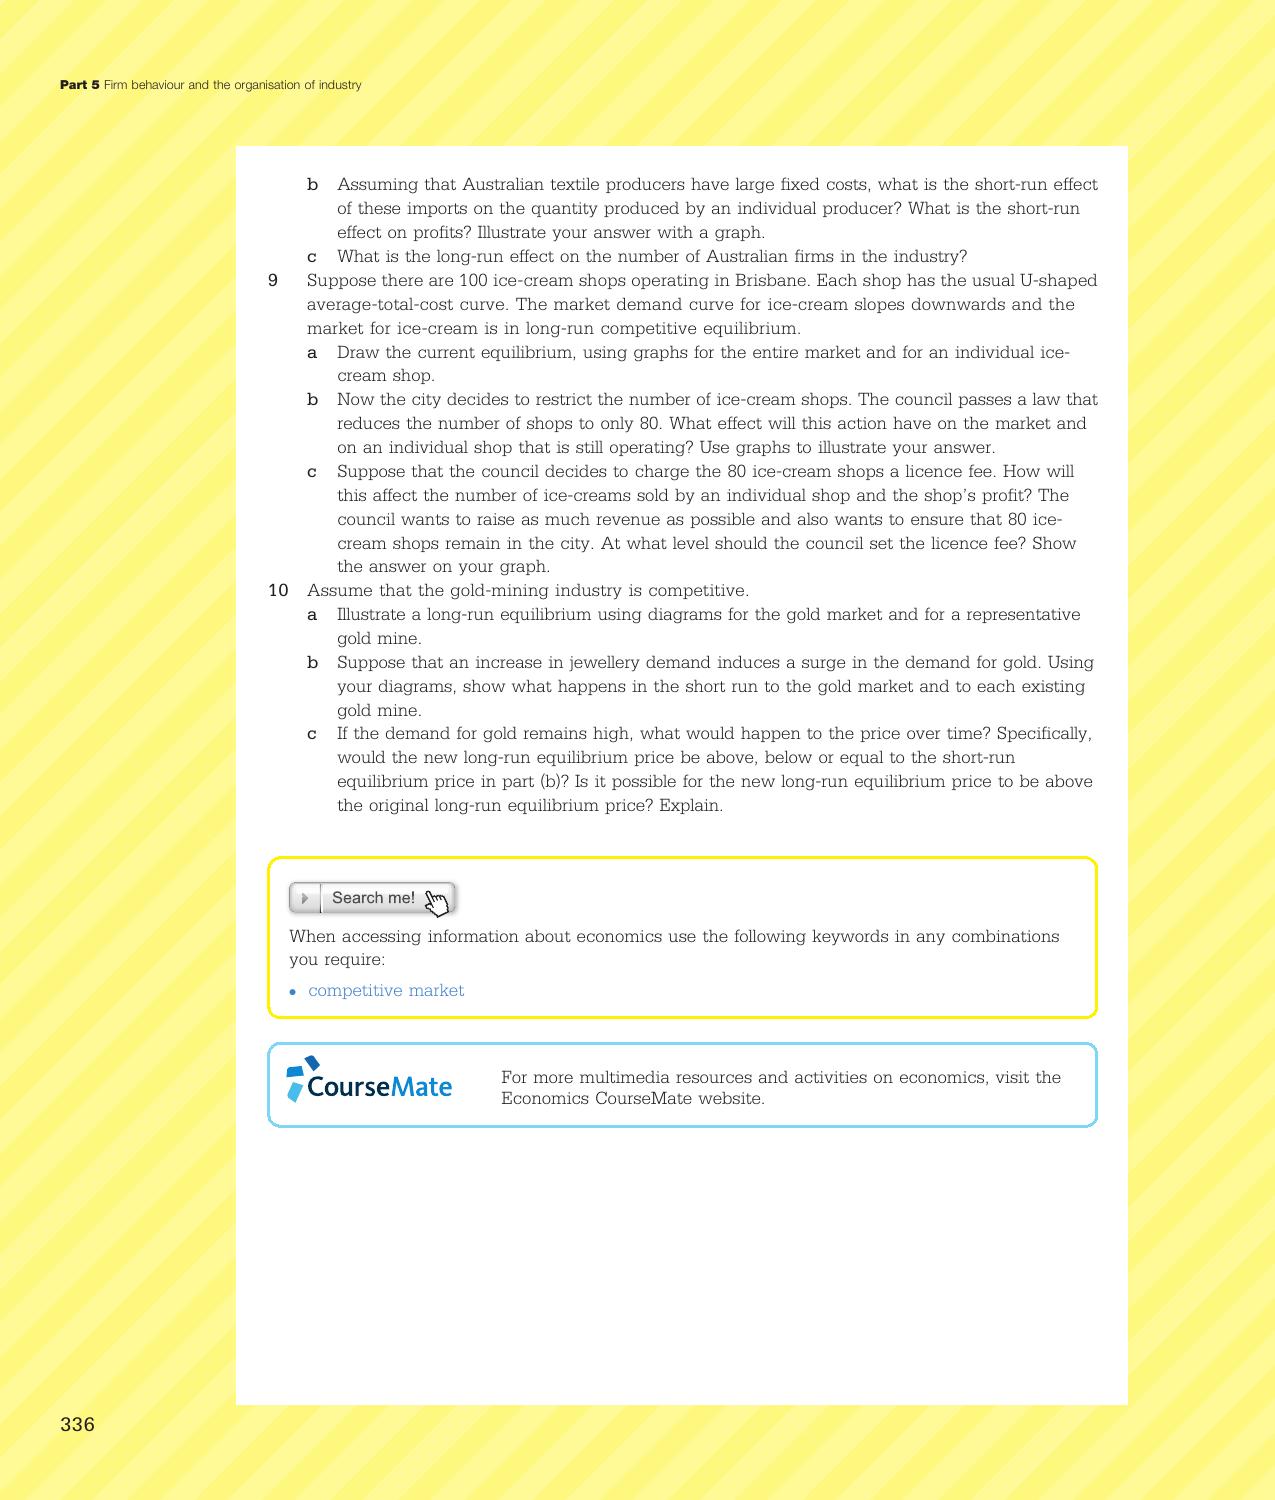 Part 5 Firm behaviour and the organisation of industry
b Assuming that Australian textile producers have large fixed costs, what is the short-run effect
of these imports on the quantity produced by an individual producer? What is the short-run
effect on profits? Illustrate your answer with a graph.
c What is the long-run effect on the number of Australian firms in the industry?
9 Suppose there are 100 ice-cream shops operating in Brisbane. Each shop has the usual U-shaped
average-total-cost curve. The market demand curve for ice-cream slopes downwards and the
market for ice-cream is in long-run competitive equilibrium.
a Draw the current equilibrium, using graphs for the entire market and for an individual ice-
cream shop.
b Now the city decides to restrict the number of ice-cream shops. The council passes a law that
reduces the number of shops to only 80. What effect will this action have on the market and
on an individual shop that is still operating? Use graphs to illustrate your answer.
c Suppose that the council decides to charge the 80 ice-cream shops a licence fee. How will
this affect the number of ice-creams sold by an individual shop and the shop's profit? The
council wants to raise as much revenue as possible and also wants to ensure that 80 ice-
cream shops remain in the city. At what level should the council set the licence fee? Show
the answer on your graph.
10 Assume that the gold-mining industry is competitive.
a Illustrate a long-run equilibrium using diagrams for the gold market and for a representative
gold mine.
b Suppose that an increase in jewellery demand induces a surge in the demand for gold. Using
your diagrams, show what happens in the short run to the gold market and to each existing
gold mine.
c If the demand for gold remains high, what would happen to the price over time? Specifically,
would the new long-run equilibrium price be above, below or equal to the short-run
equilibrium price in part (b)? Is it possible for the new long-run equilibrium price to be above
the original long-run equilibrium price? Explain.
Search me!
When accessing information about economics use the following keywords in any combinations
you require:
• competitive market
CourseMate
For more multimedia resources and activities on economics, visit the
Economics CourseMate website.
336